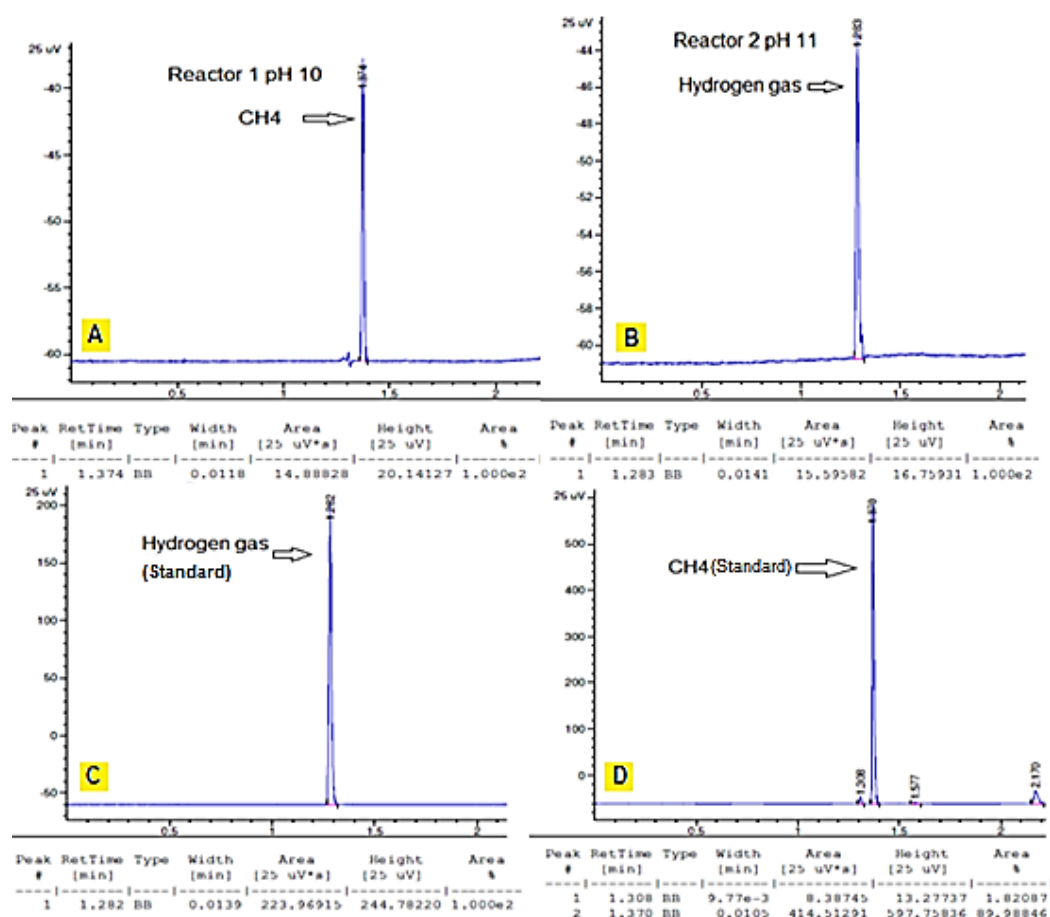 25 uV
Reactor 1 pH 10
CH4
1.374
-40
-45
-50
-55
-60
A
0.5 1 1.5 2
Peak RetTime Type Width Area Height Area
# [min] [min] [25 uV*s] [25 uV] %
1 1.374 BB 0.0118 14.88828 20.14127 1.000e2
25 uV
Reactor 2 pH 11
Hydrogen gas
1.283
-44
-46
-48
-50
-52
-54
-56
-58
-60
B
0.5 1 1.5 2
Peak RetTime Type Width Area Height Area
# [min] [min] [25 uV*s] [25 uV] %
1 1.283 BB 0.0141 15.59582 16.75931 1.000e2
25 uV
1.282
Hydrogen gas
(Standard)
200
150
100
50
0
-50
C
0.5 1 1.5 2
Peak RetTime Type Width Area Height Area
# [min] [min] [25 uV*s] [25 uV] %
1 1.282 BB 0.0139 223.96915 244.78220 1.000e2
25 uV
1.370
CH4 (Standard)
500
400
300
200
100
0
D
1.308
1.577
2.170
0.5 1 1.5 2
Peak RetTime Type Width Area Height Area
# [min] [min] [25 uV*s] [25 uV] %
1 1.308 BB 9.77e-3 8.38745 13.27737 1.82087
2 1.370 BB 0.0105 414.51291 597.75836 89.98846